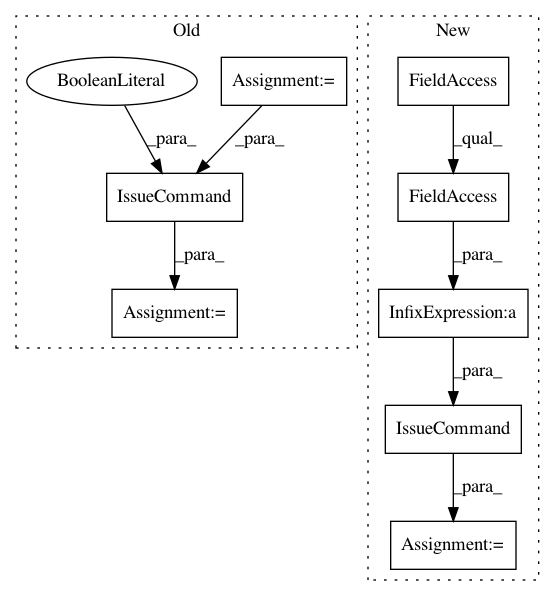 Old
New
BooleanLiteral
Assignment:=
FieldAccess
_para_
_para_
_qual_
IssueCommand
FieldAccess
_para_
_para_
Assignment:=
InfixExpression:a
_para_
IssueCommand
_para_
Assignment:=